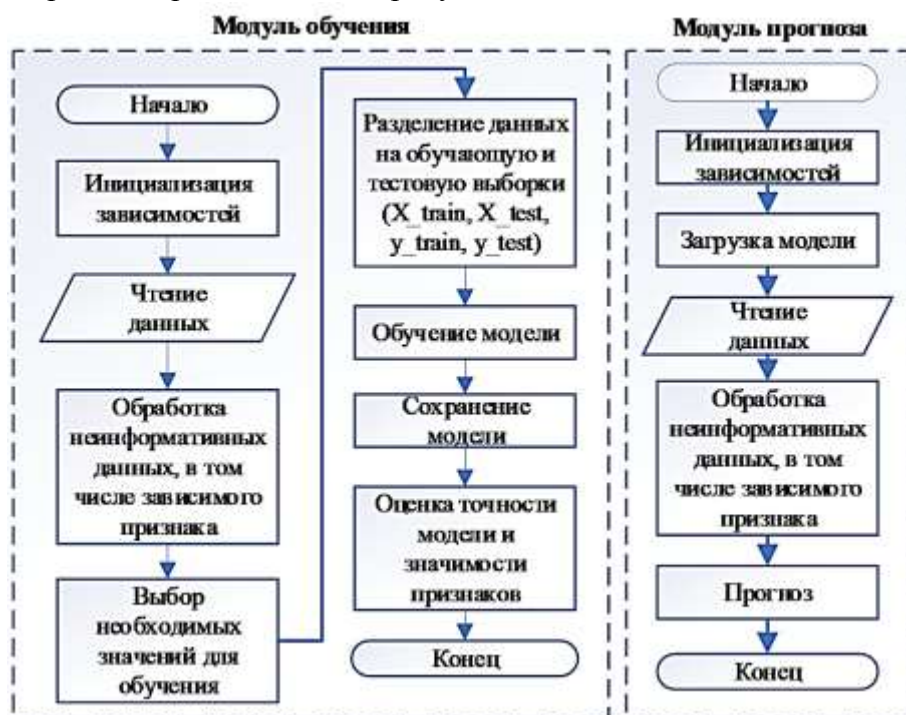 Модуль обучения
Начало
Инициализация
зависимостей
Чтение
данных
Обработка
неинформативных
данных, в том
числе зависимого
признака
Выбор
необходимых
значений для
обучения
Разделение данных
на обучающую и
тестовую выборки
(X_train, X_test,
y_train, y_test)
Обучение модели
Сохранение
модели
Оценка точности
модели и
значимости
признаков
Конец
Модуль прогноза
Начало
Инициализация
зависимостей
Загрузка модели
Чтение
данных
Обработка
неинформативных
данных, в том
числе зависимого
признака
Прогноз
Конец